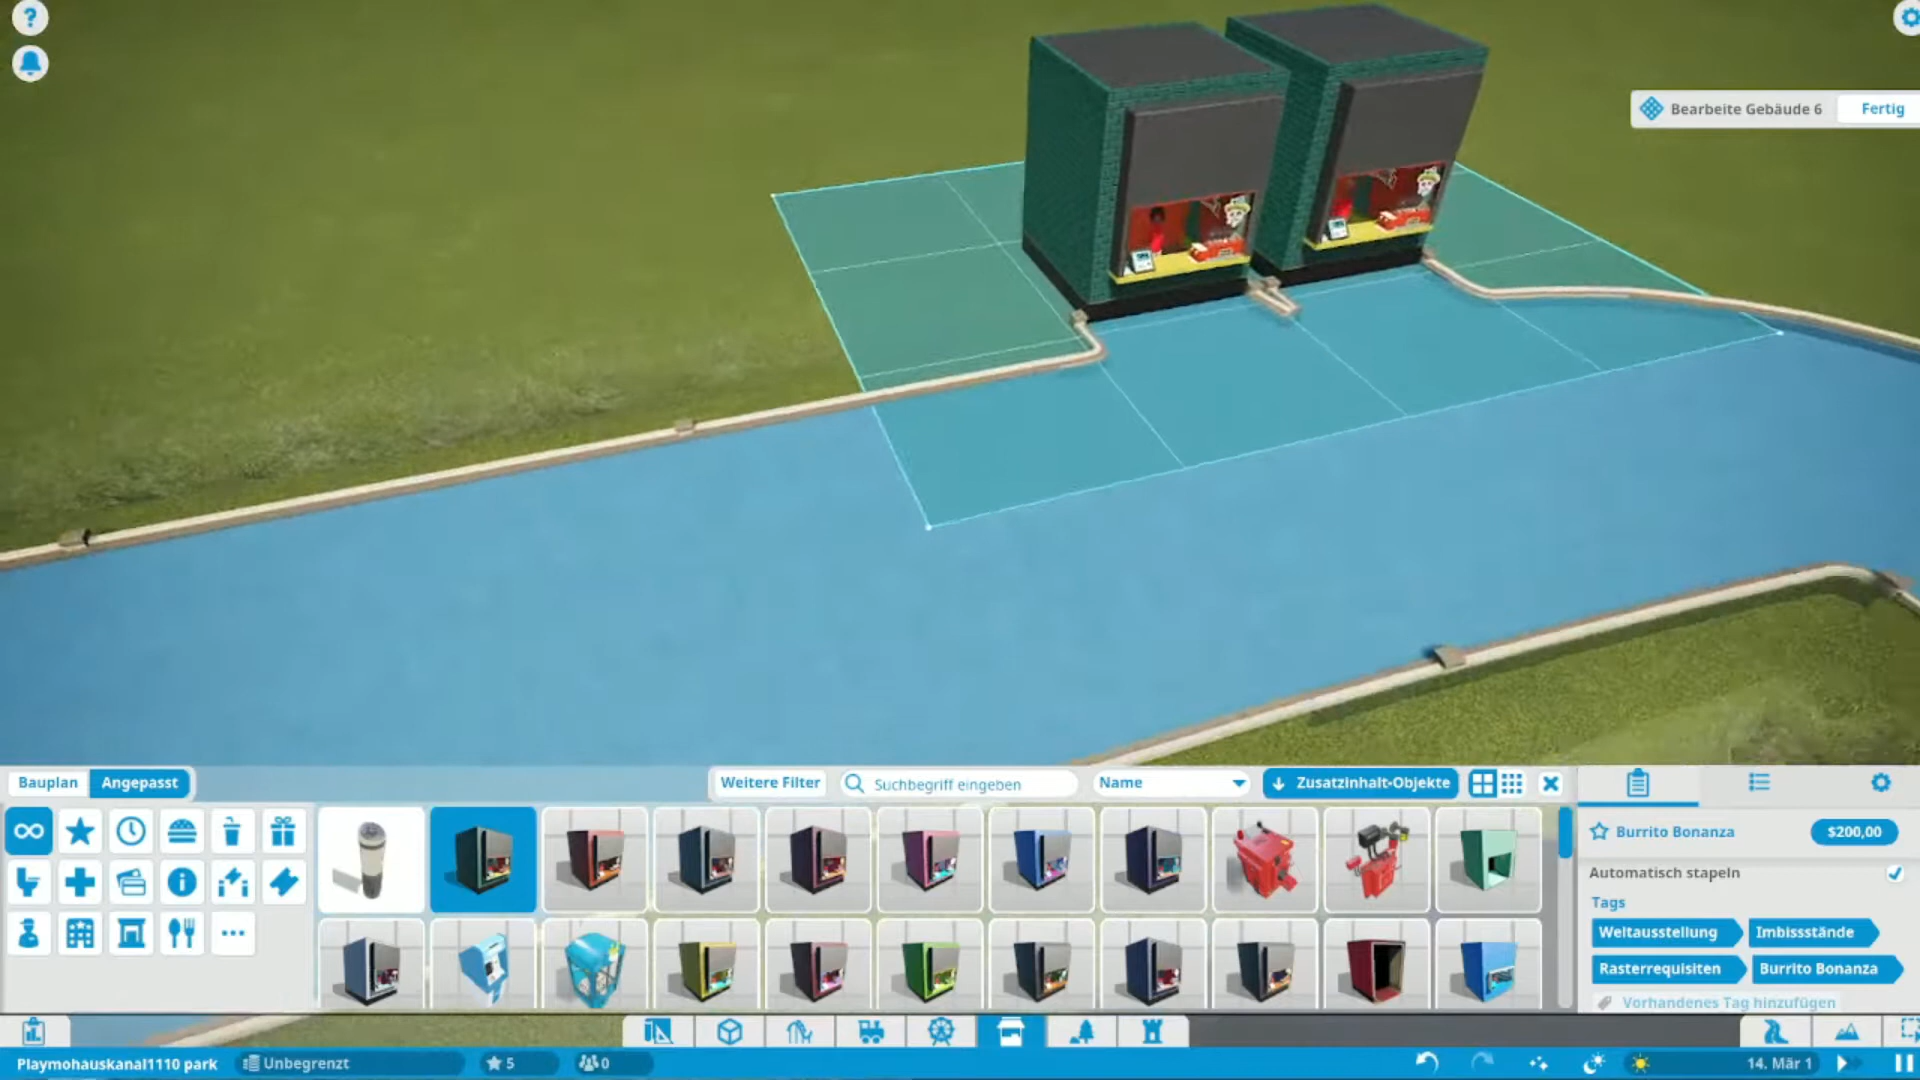 ?
Bearbeite Gebäude 6 Fertig
Bauplan Angepasst Weitere Filter Suchbegriff eingeben Name Zusatzinhalt-Objekte
Burrito Bonanza $200,00
Automatisch stapeln
Tags
Weltausstellung Imbissstände
Rasterrequisiten Burrito Bonanza
Vorhandenes Tag hinzufügen
Playmohauskanal1110 park Unbegrenzt 5 0 14. Mär 1